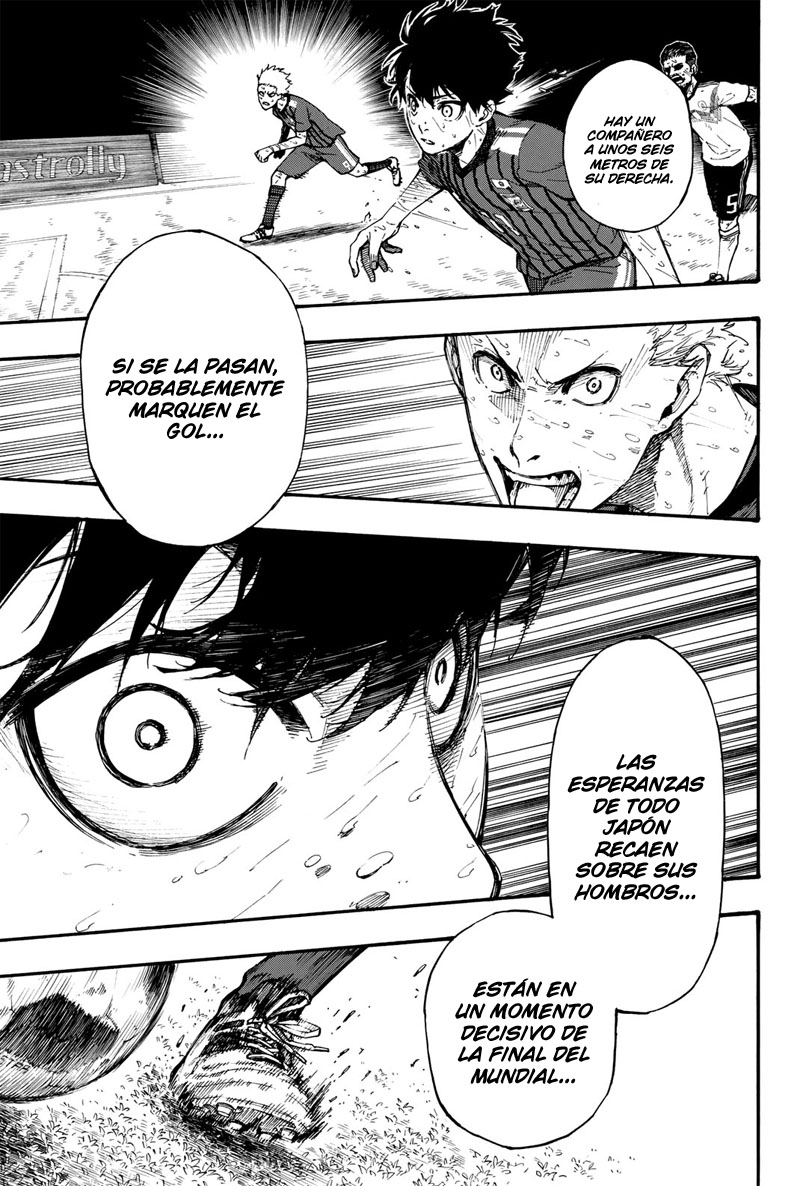 HAY UN
COMPAÑERO
A UNOS SEIS
METROS DE
SU DERECHA.
astrolly
5
SI SE LA PASAN,
PROBABLEMENTE
MARQUEN EL
GOL...
LAS
ESPERANZAS
DE TODO
JAPÓN
RECAEN
SOBRE SUS
HOMBROS...
ESTÁN EN
UN MOMENTO
DECISIVO DE
LA FINAL DEL
MUNDIAL...